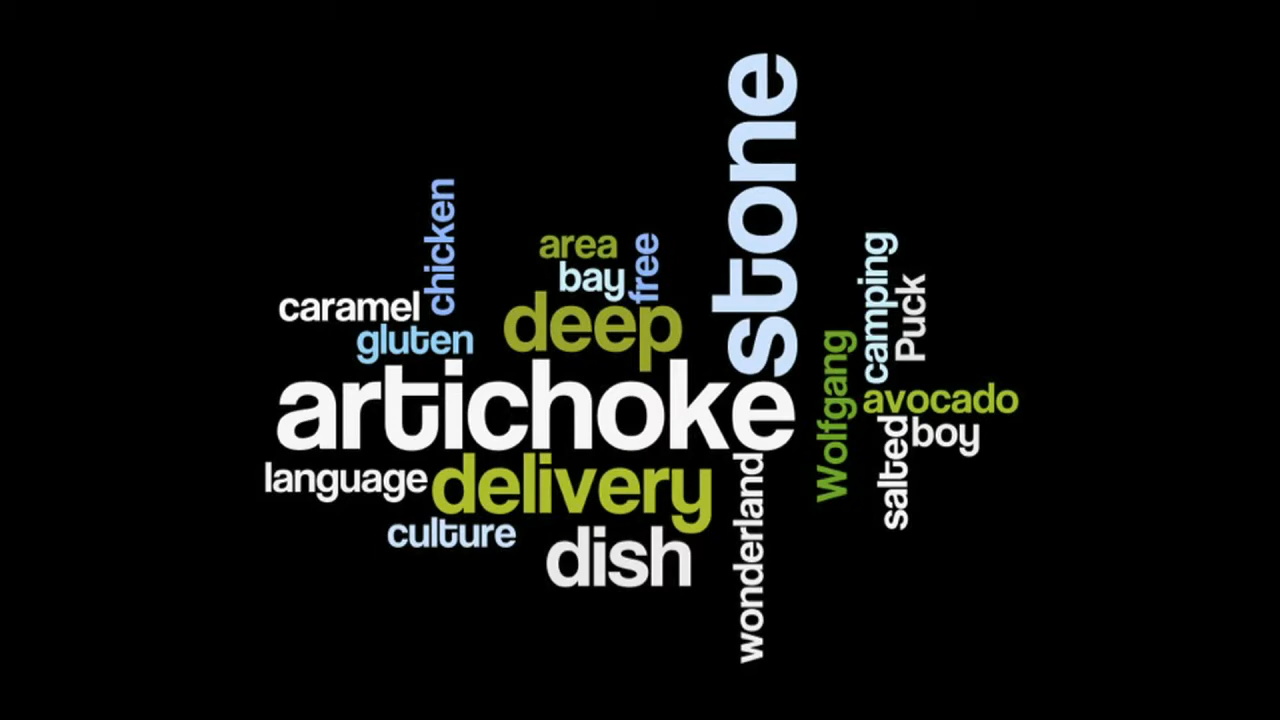 stone
chicken
area
free
camping
bay
Puck
caramel
deep
gluten
Wolfgang
artichoke
avocado
salted
boy
wonderland
language
delivery
culture
dish